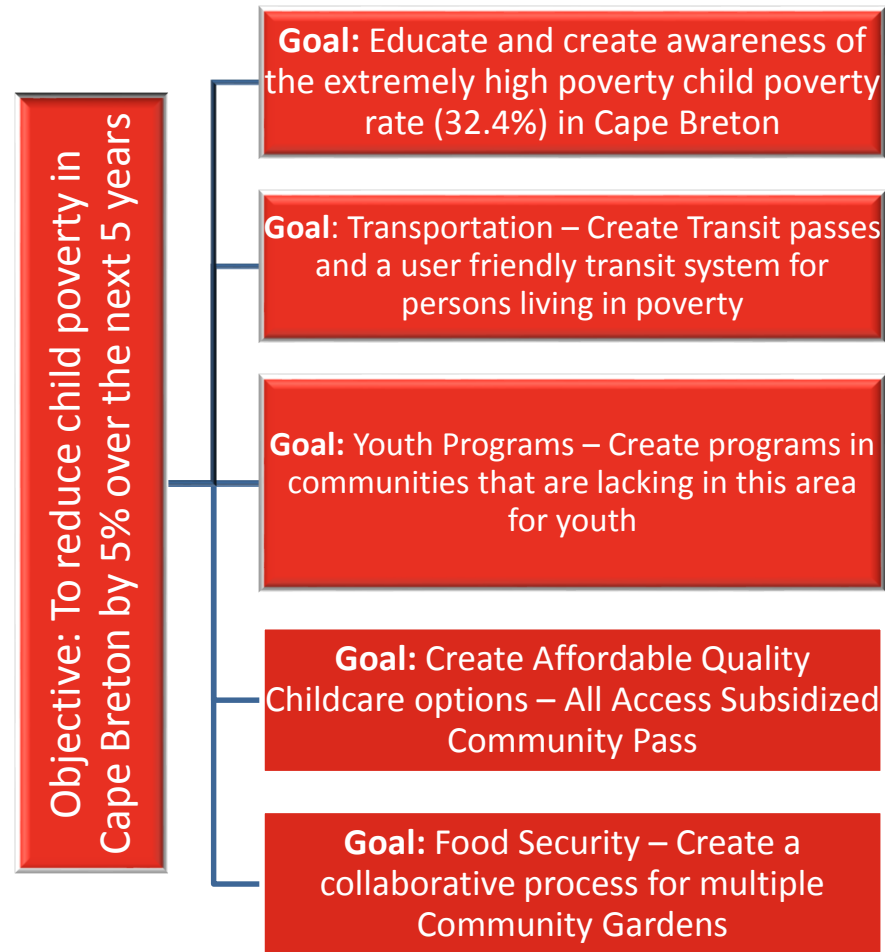 Objective: To reduce child poverty in
Cape Breton by 5% over the next 5 years
Goal: Educate and create awareness of
the extremely high poverty child poverty
rate (32.4%) in Cape Breton
Goal: Transportation – Create Transit passes
and a user friendly transit system for
persons living in poverty
Goal: Youth Programs – Create programs in
communities that are lacking in this area
for youth
Goal: Create Affordable Quality
Childcare options – All Access Subsidized
Community Pass
Goal: Food Security – Create a
collaborative process for multiple
Community Gardens